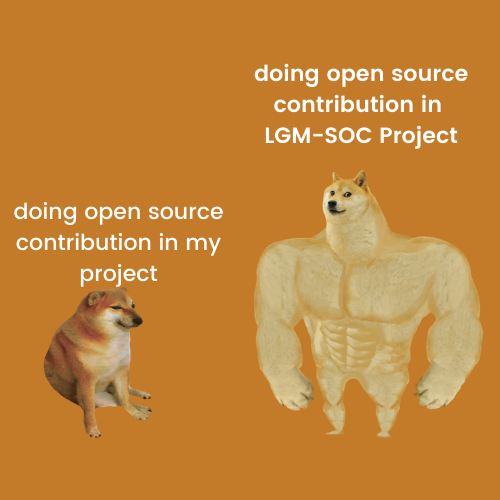 doing open source
contribution in my
project
doing open source
contribution in
LGM-SOC Project